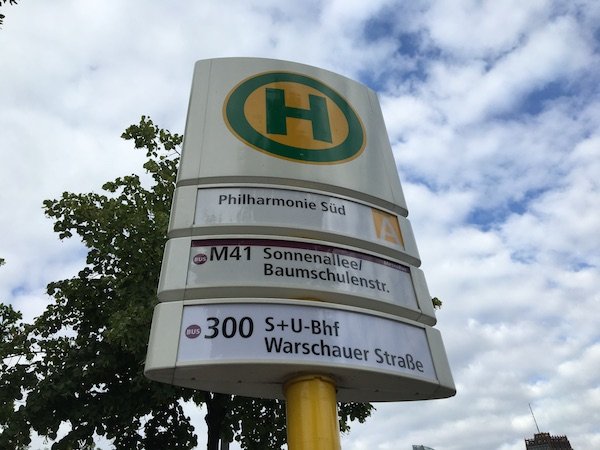 H
Philharmonie Süd
A
BUS M41 Sonnenallee/
Baumschulenstr.
BUS 300 S+U-Bhf
Warschauer Straße